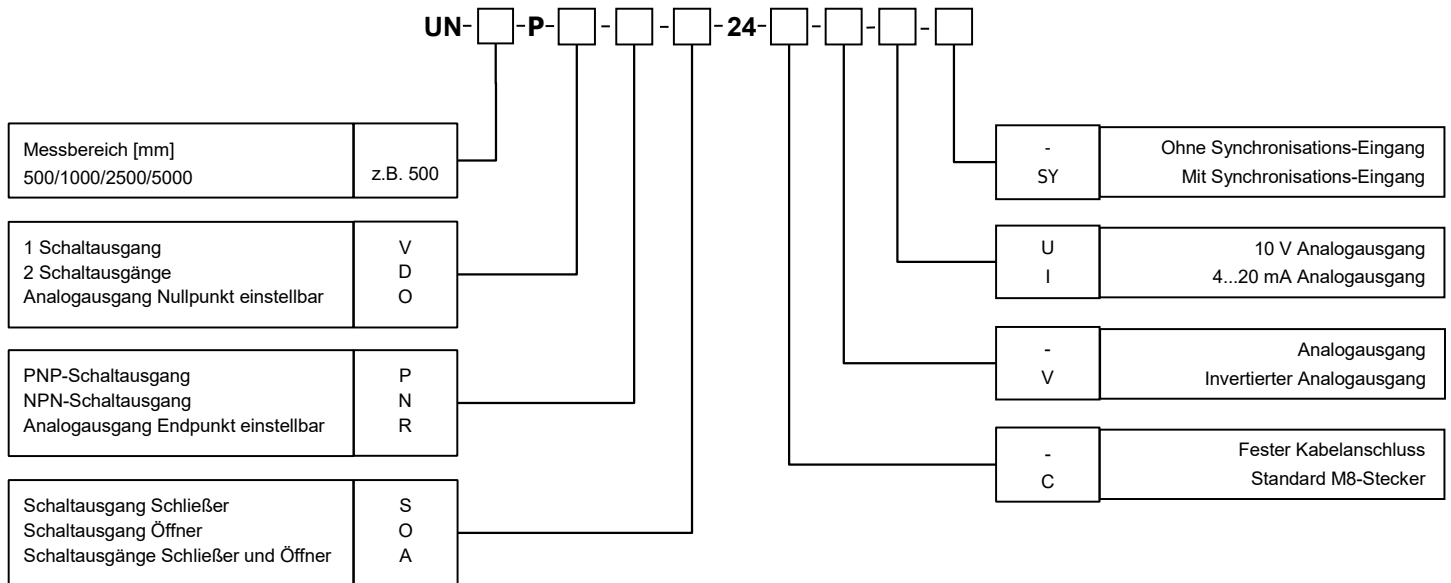 UN- -P- - - -24- - - -
Messbereich [mm]
500/1000/2500/5000
z.B. 500
1 Schaltausgang V
2 Schaltausgänge D
Analogausgang Nullpunkt einstellbar O
PNP-Schaltausgang P
NPN-Schaltausgang N
Analogausgang Endpunkt einstellbar R
Schaltausgang Schließer S
Schaltausgang Öffner O
Schaltausgänge Schließer und Öffner A
- Ohne Synchronisations-Eingang
SY Mit Synchronisations-Eingang
U 10 V Analogausgang
I 4...20 mA Analogausgang
- Analogausgang
V Invertierter Analogausgang
- Fester Kabelanschluss
C Standard M8-Stecker